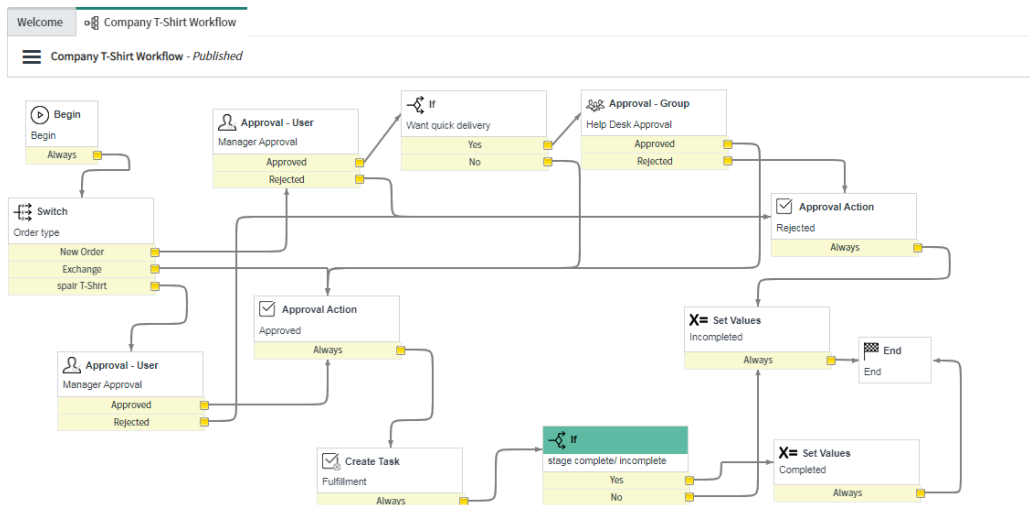 Welcome
Company T-Shirt Workflow
Company T-Shirt Workflow - Published
Begin
Begin
Always
Switch
Order type
New Order
Exchange
spair T-Shirt
Approval - User
Manager Approval
Approved
Rejected
If
Want quick delivery
Yes
No
Approval - Group
Help Desk Approval
Approved
Rejected
Approval Action
Rejected
Always
Approval Action
Approved
Always
Approval - User
Manager Approval
Approved
Rejected
X= Set Values
Incompleted
Always
End
End
Create Task
Fulfillment
Always
If
stage complete/ incomplete
Yes
No
X= Set Values
Completed
Always